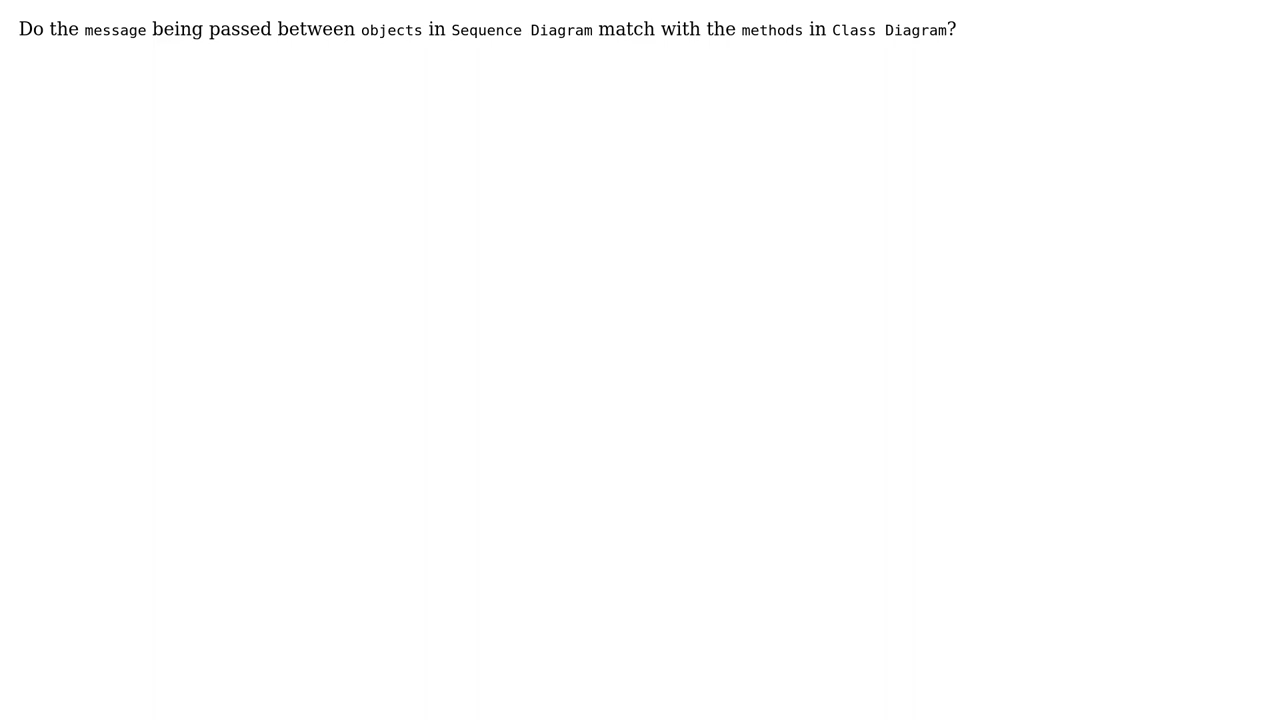 Do the message being passed between objects in Sequence Diagram match with the methods in Class Diagram?